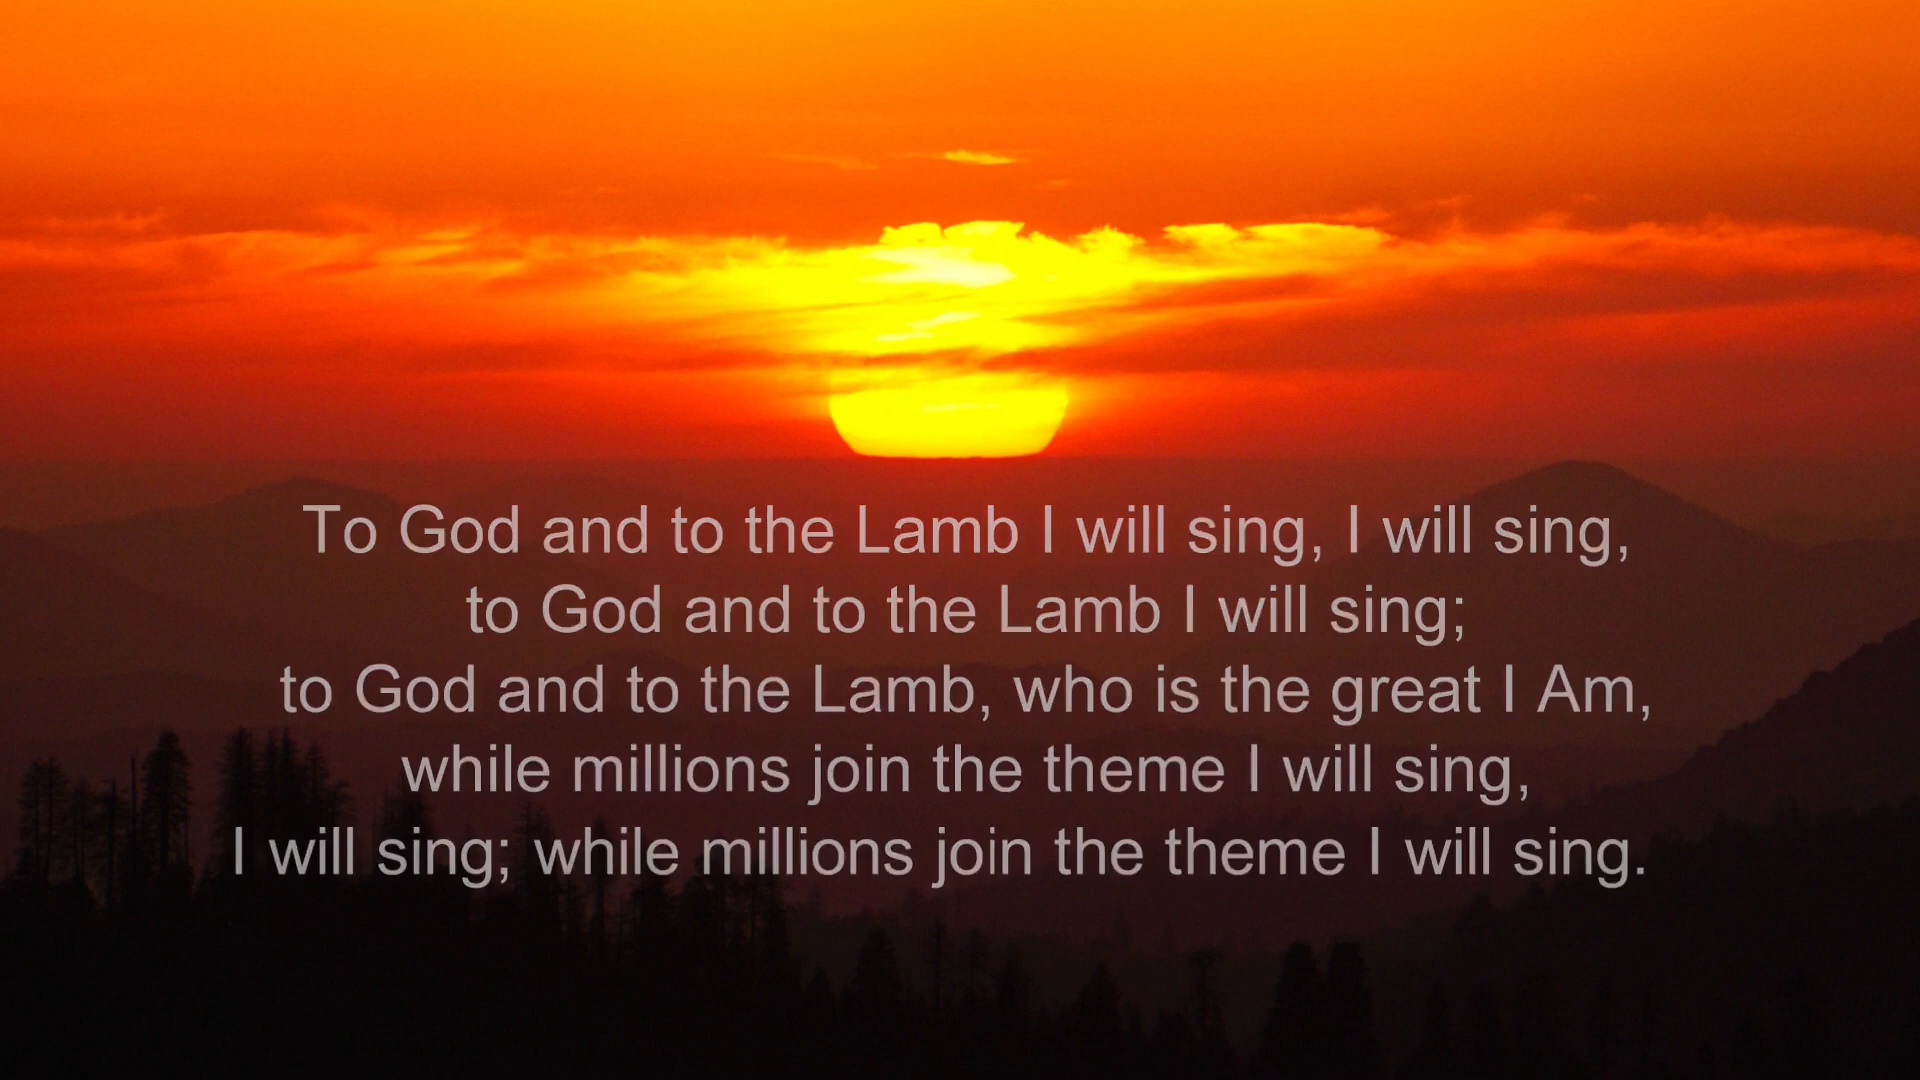 To God and to the Lamb I will sing, I will sing,
to God and to the Lamb I will sing;
to God and to the Lamb, who is the great I Am,
while millions join the theme I will sing,
I will sing; while millions join the theme I will sing.